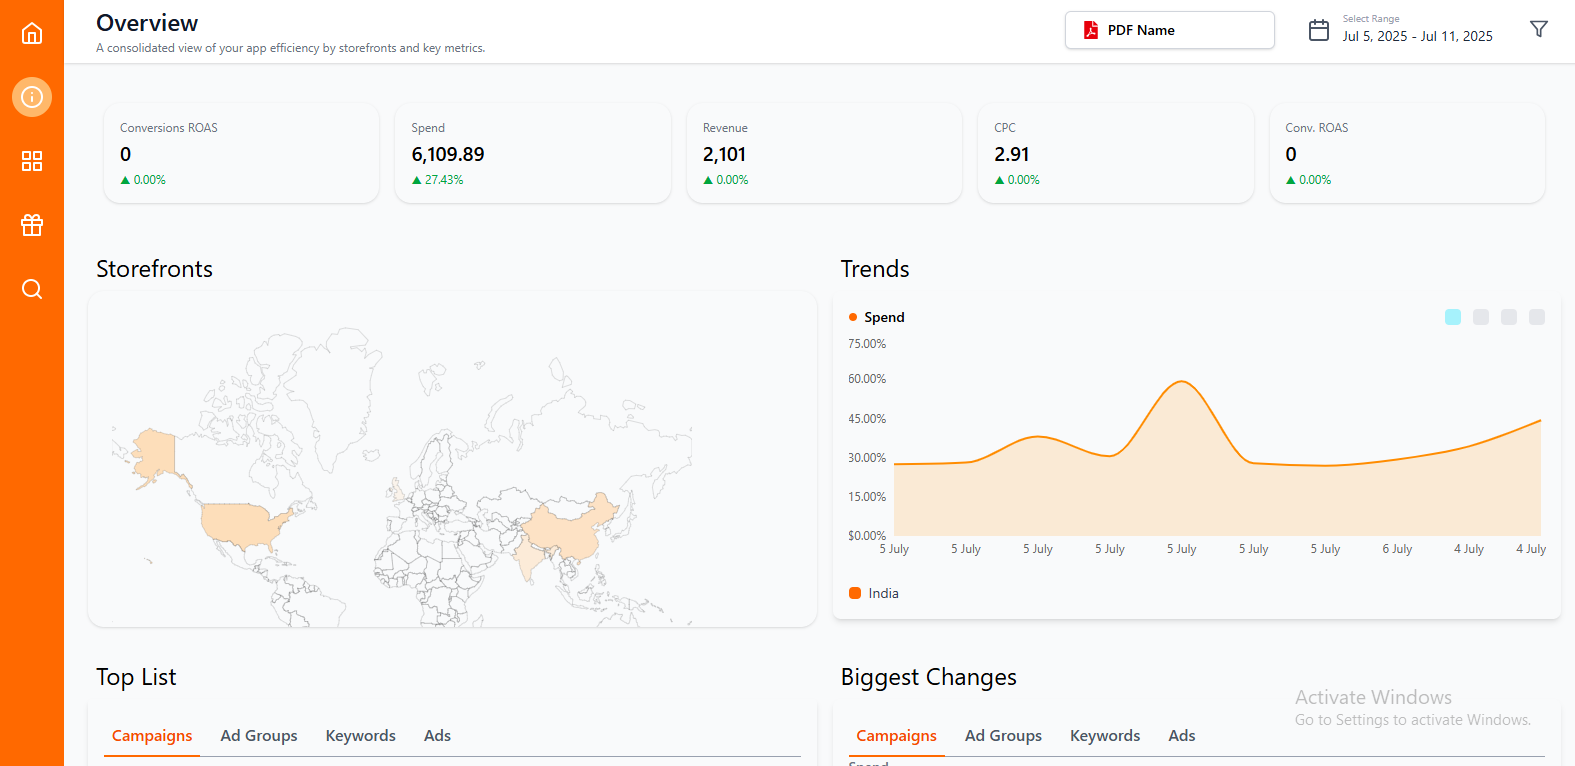 Overview
A consolidated view of your app efficiency by storefronts and key metrics.
PDF Name
Select Range
Jul 5, 2025 - Jul 11, 2025
Conversions ROAS
0
▲ 0.00%
Spend
6,109.89
▲ 27.43%
Revenue
2,101
▲ 0.00%
CPC
2.91
▲ 0.00%
Conv. ROAS
0
▲ 0.00%
Storefronts
Trends
Spend
75.00%
60.00%
45.00%
30.00%
15.00%
$0.00%
5 July 5 July 5 July 5 July 5 July 5 July 5 July 6 July 4 July 4 July
India
Top List
Campaigns Ad Groups Keywords Ads
Biggest Changes
Campaigns Ad Groups Keywords Ads
Spend
Activate Windows
Go to Settings to activate Windows.